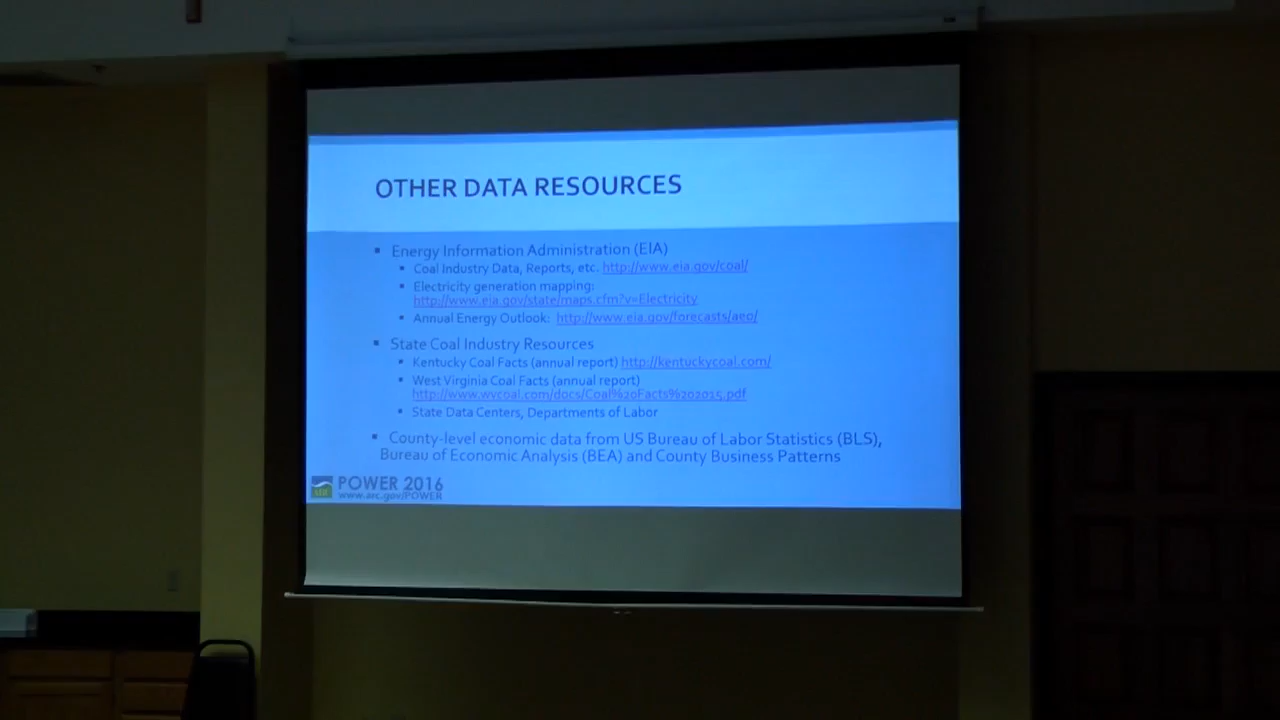 OTHER DATA RESOURCES
▪ Energy Information Administration (EIA)
▪ Coal Industry Data, Reports, etc. http://www.eia.gov/coal/
▪ Electricity generation mapping:
http://www.eia.gov/state/maps.cfm?v=Electricity
▪ Annual Energy Outlook: http://www.eia.gov/forecasts/aeo/
▪ State Coal Industry Resources
▪ Kentucky Coal Facts (annual report) http://kentuckycoal.com/
▪ West Virginia Coal Facts (annual report)
http://www.wvcoal.com/docs/Coal%20Facts%202015.pdf
▪ State Data Centers, Departments of Labor
▪ County-level economic data from US Bureau of Labor Statistics (BLS),
Bureau of Economic Analysis (BEA) and County Business Patterns
POWER 2016
www.arc.gov/POWER